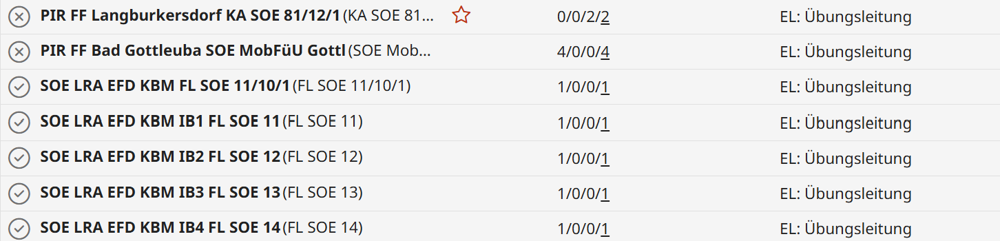 PIR FF Langburkersdorf KA SOE 81/12/1 (KA SOE 81... 0/0/2/2 EL: Übungsleitung
PIR FF Bad Gottleuba SOE MobFüU Gottl (SOE Mob... 4/0/0/4 EL: Übungsleitung
SOE LRA EFD KBM FL SOE 11/10/1 (FL SOE 11/10/1) 1/0/0/1 EL: Übungsleitung
SOE LRA EFD KBM IB1 FL SOE 11 (FL SOE 11) 1/0/0/1 EL: Übungsleitung
SOE LRA EFD KBM IB2 FL SOE 12 (FL SOE 12) 1/0/0/1 EL: Übungsleitung
SOE LRA EFD KBM IB3 FL SOE 13 (FL SOE 13) 1/0/0/1 EL: Übungsleitung
SOE LRA EFD KBM IB4 FL SOE 14 (FL SOE 14) 1/0/0/1 EL: Übungsleitung